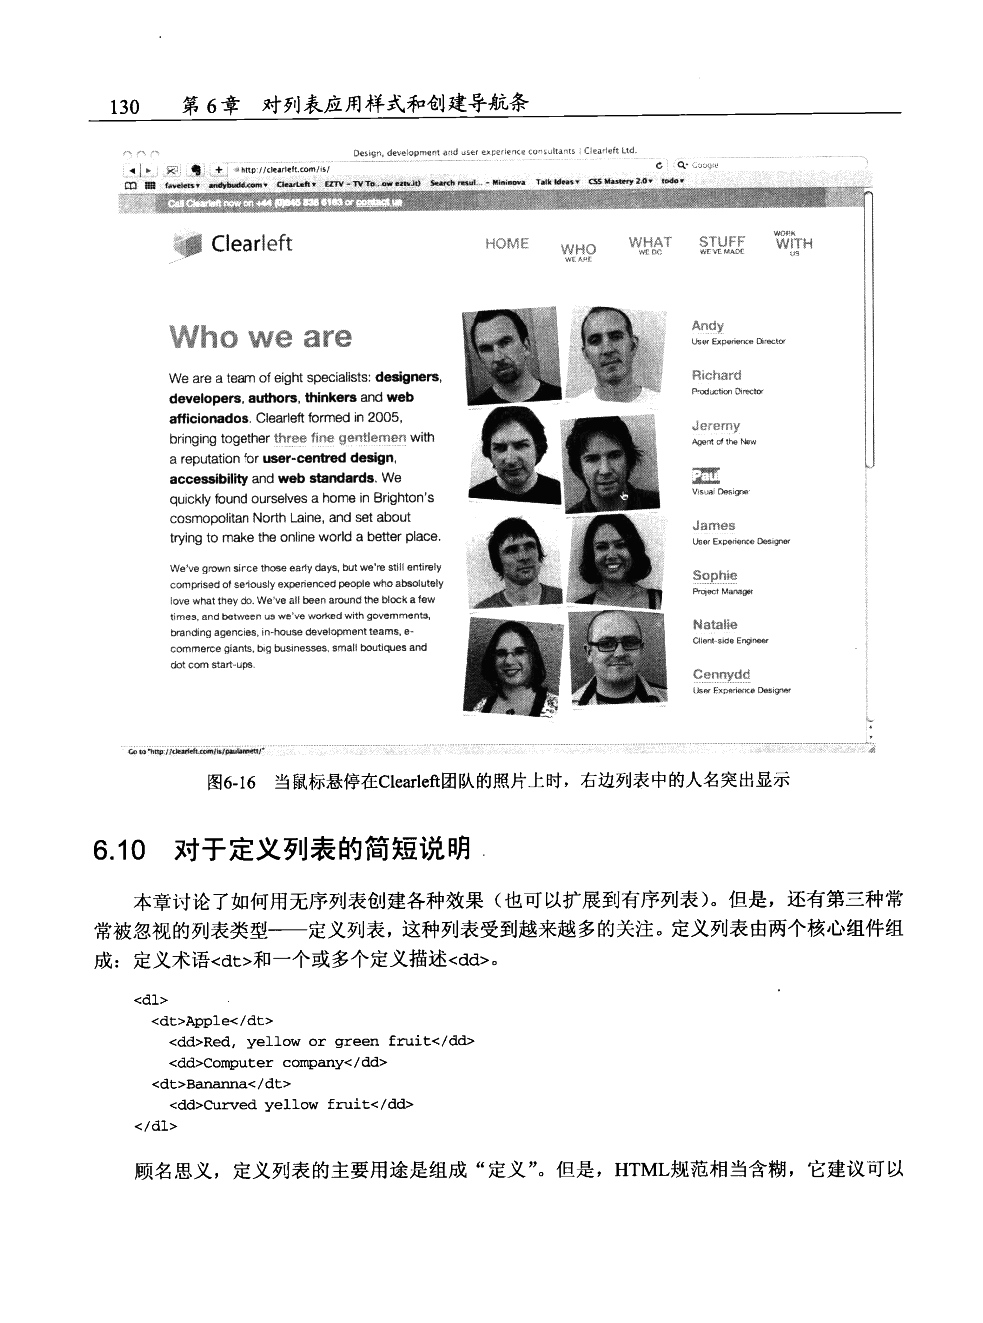 130 第6章 对列表应用样式和创建导航条
Design, development and user experience consultants | Clearleft Ltd.
http://clearleft.com/is/
Google
favelets andybudd.com ClearLeft EZTV – TV To...ow eztv.it) Search resul... – Mininova Talk Ideas CSS Mastery 2.0 todo
Call Clearleft now on +44 (0)845 838 6163 or contact us
Clearleft
HOME
WHO
WE ARE
WHAT
WE DO
STUFF
WE'VE MADE
WORK
WITH
US
Who we are
We are a team of eight specialists: designers,
developers, authors, thinkers and web
afficionados. Clearleft formed in 2005,
bringing together three fine gentlemen with
a reputation for user-centred design,
accessibility and web standards. We
quickly found ourselves a home in Brighton's
cosmopolitan North Laine, and set about
trying to make the online world a better place.
We've grown since those early days, but we're still entirely
comprised of seriously experienced people who absolutely
love what they do. We've all been around the block a few
times, and between us we've worked with governments,
branding agencies, in-house development teams, e-
commerce giants, big businesses, small boutiques and
dot com start-ups.
Andy
User Experience Director
Richard
Production Director
Jeremy
Agent of the New
Paul
Visual Designer
James
User Experience Designer
Sophie
Project Manager
Natalie
Client-side Engineer
Cennydd
User Experience Designer
Go to "http://clearleft.com/is/paulannett/"
图6-16 当鼠标悬停在Clearleft团队的照片上时，右边列表中的人名突出显示
6.10 对于定义列表的简短说明
本章讨论了如何用无序列表创建各种效果（也可以扩展到有序列表）。但是，还有第三种常
常被忽视的列表类型——定义列表，这种列表受到越来越多的关注。定义列表由两个核心组件组
成：定义术语<dt>和一个或多个定义描述<dd>。
<dl>
<dt>Apple</dt>
<dd>Red, yellow or green fruit</dd>
<dd>Computer company</dd>
<dt>Bananna</dt>
<dd>Curved yellow fruit</dd>
</dl>
顾名思义，定义列表的主要用途是组成“定义”。但是，HTML规范相当含糊，它建议可以